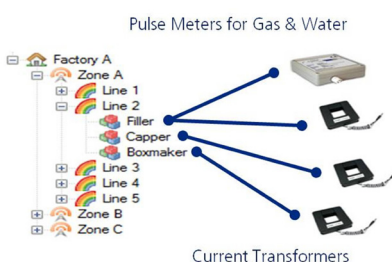 Pulse Meters for Gas & Water
Factory A
Zone A
Line 1
Line 2
Filler
Capper
Boxmaker
Line 3
Line 4
Line 5
Zone B
Zone C
Current Transformers